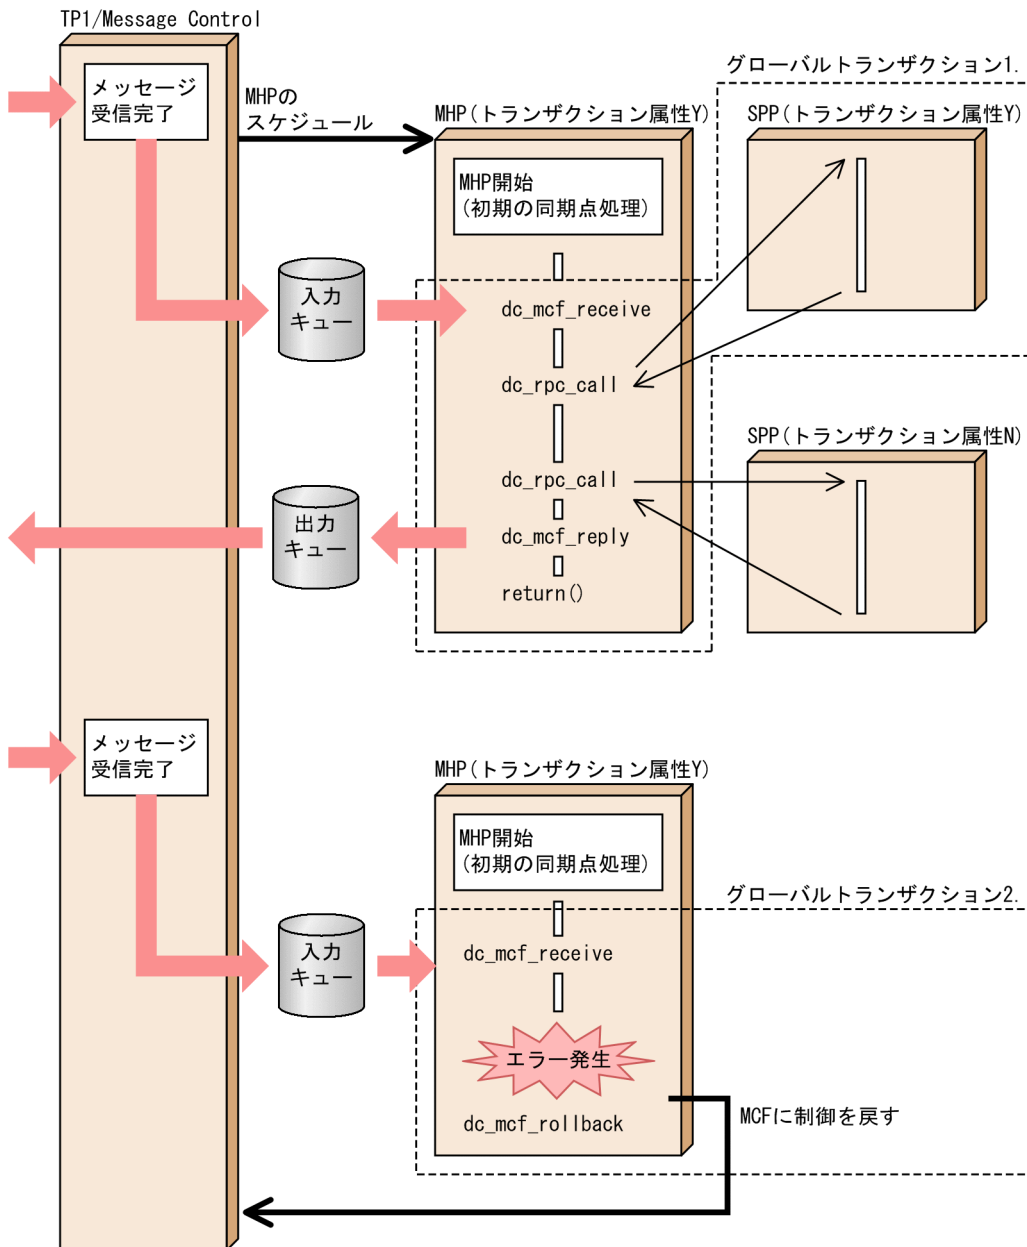 TP1/Message Control
メッセージ
受信完了
MHPの
スケジュール
グローバルトランザクション1.
MHP(トランザクション属性Y)
SPP(トランザクション属性Y)
MHP開始
(初期の同期点処理)
入力
キュー
dc_mcf_receive
dc_rpc_call
SPP(トランザクション属性N)
dc_rpc_call
出力
キュー
dc_mcf_reply
return()
メッセージ
受信完了
MHP(トランザクション属性Y)
MHP開始
(初期の同期点処理)
グローバルトランザクション2.
入力
キュー
dc_mcf_receive
エラー発生
dc_mcf_rollback
MCFに制御を戻す